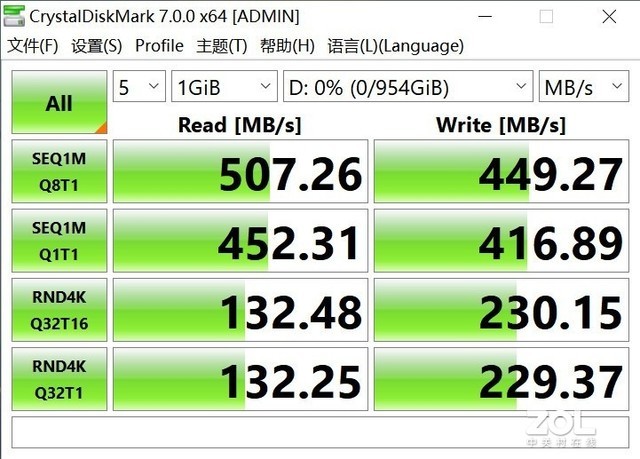 CrystalDiskMark 7.0.0 x64 [ADMIN]
文件(F) 设置(S) Profile 主题(T) 帮助(H) 语言(L)(Language)
All 5 1GiB D: 0% (0/954GiB) MB/s
Read [MB/s] Write [MB/s]
SEQ1M Q8T1 507.26 449.27
SEQ1M Q1T1 452.31 416.89
RND4K Q32T16 132.48 230.15
RND4K Q32T1 132.25 229.37
ZOL
中关村在线